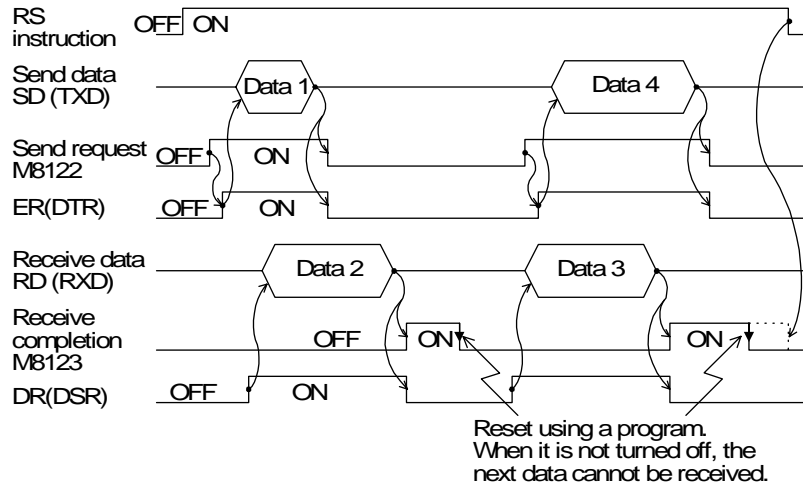 RS
instruction
OFF ON
Send data
SD (TXD)
Data 1
Data 4
Send request
M8122
OFF ON
ER(DTR)
OFF ON
Receive data
RD (RXD)
Data 2
Data 3
Receive
completion
M8123
OFF ON ON
DR(DSR)
OFF ON
Reset using a program.
When it is not turned off, the
next data cannot be received.